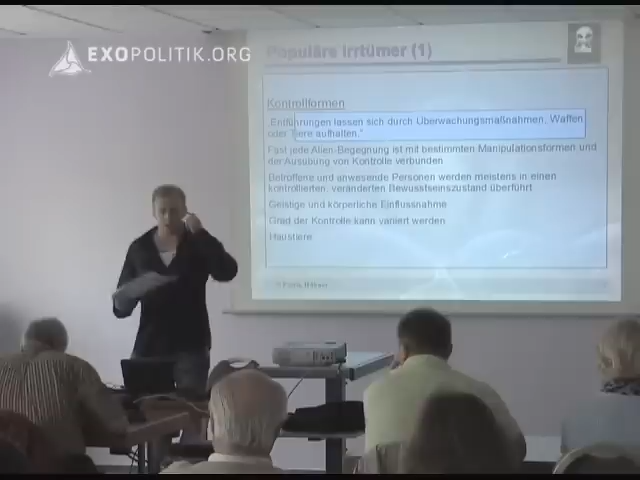 EXOPOLITIK.ORG
Populäre Irrtümer (1)
Kontrollformen
„Entführungen lassen sich durch Überwachungsmaßnahmen, Waffen
oder Tiere aufhalten."
Fast jede Alien-Begegnung ist mit bestimmten Manipulationsformen und
der Ausübung von Kontrolle verbunden
Betroffene und anwesende Personen werden meistens in einen
kontrollierten, veränderten Bewusstseinszustand überführt
Geistige und körperliche Einflussnahme
Grad der Kontrolle kann variiert werden
Haustiere